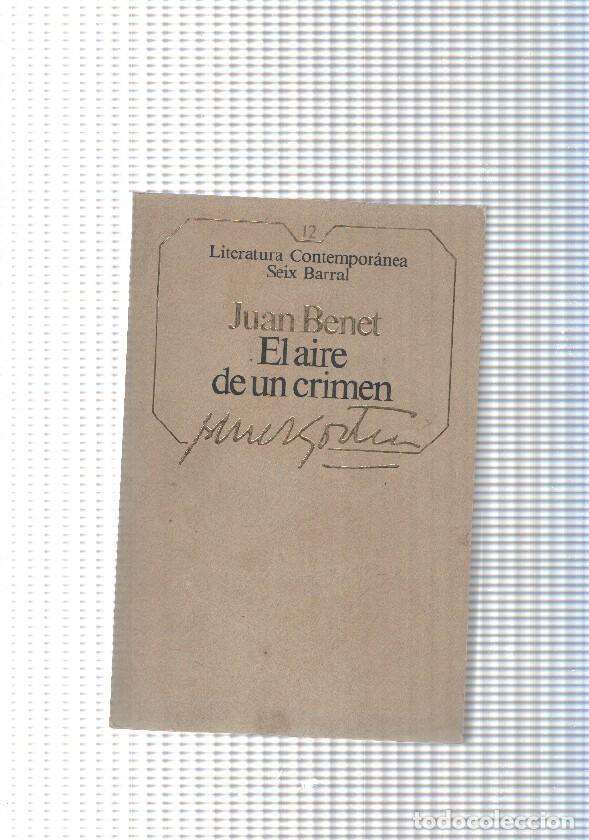 12
Literatura Contemporánea
Seix Barral
Juan Benet
El aire
de un crimen
todocoleccion